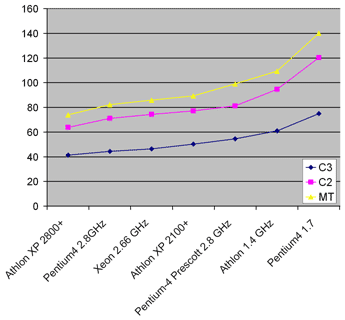 160
140
120
100
80
60
40
20
0
C3
C2
MT
Athlon XP 2800+
Pentium4 2.8GHz
Xeon 2.66 GHz
Athlon XP 2100+
Pentium-4 Prescott 2.8 GHz
Athlon 1.4 GHz
Pentium4 1.7